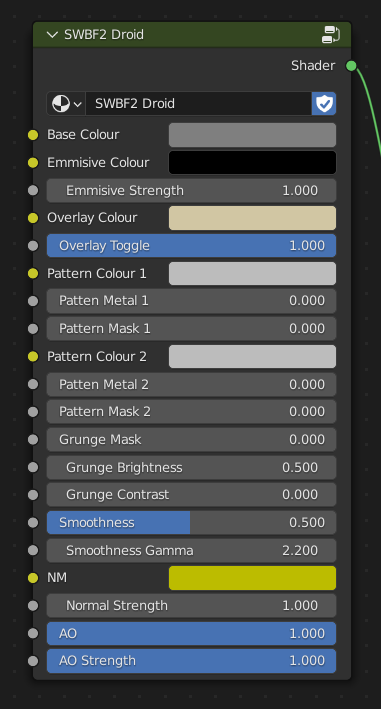 SWBF2 Droid
Shader
SWBF2 Droid
Base Colour
Emmisive Colour
Emmisive Strength 1.000
Overlay Colour
Overlay Toggle 1.000
Pattern Colour 1
Patten Metal 1 0.000
Pattern Mask 1 0.000
Pattern Colour 2
Patten Metal 2 0.000
Pattern Mask 2 0.000
Grunge Mask 0.000
Grunge Brightness 0.500
Grunge Contrast 0.000
Smoothness 0.500
Smoothness Gamma 2.200
NM
Normal Strength 1.000
AO 1.000
AO Strength 1.000